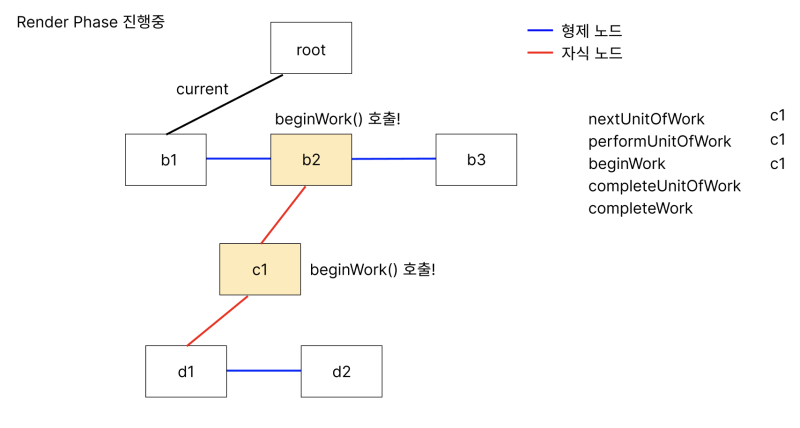 Render Phase 진행중
root
형제 노드
자식 노드
current
beginWork() 호출!
b1
b2
b3
nextUnitOfWork c1
performUnitOfWork c1
beginWork c1
completeUnitOfWork
completeWork
c1
beginWork() 호출!
d1
d2